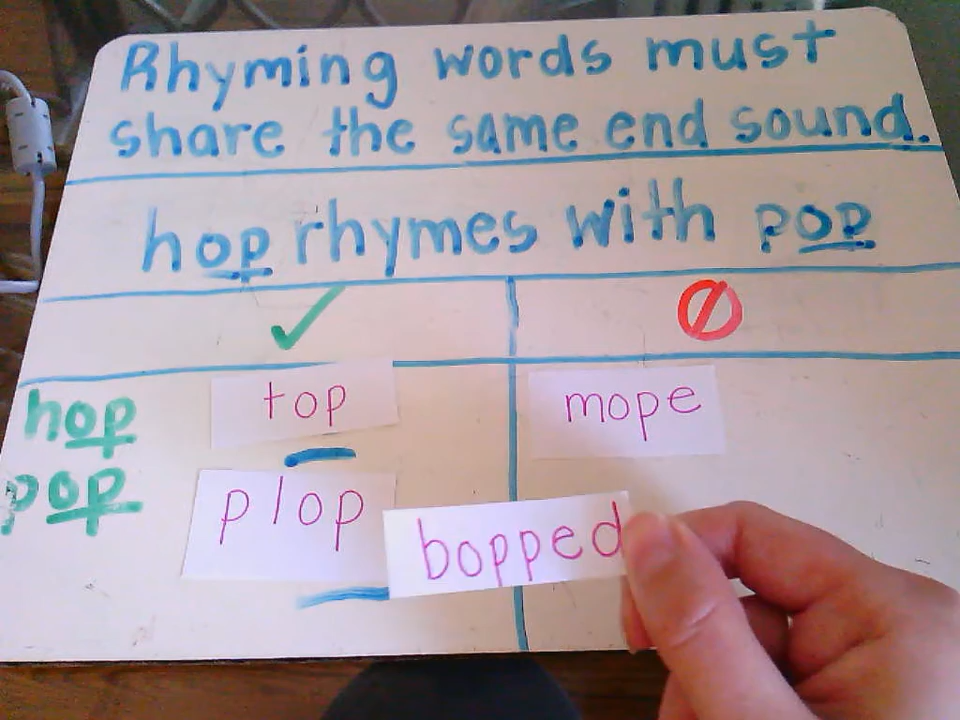 Rhyming words must
share the same end sound.
hop rhymes with pop
hop
top
mope
pop
plop
bopped